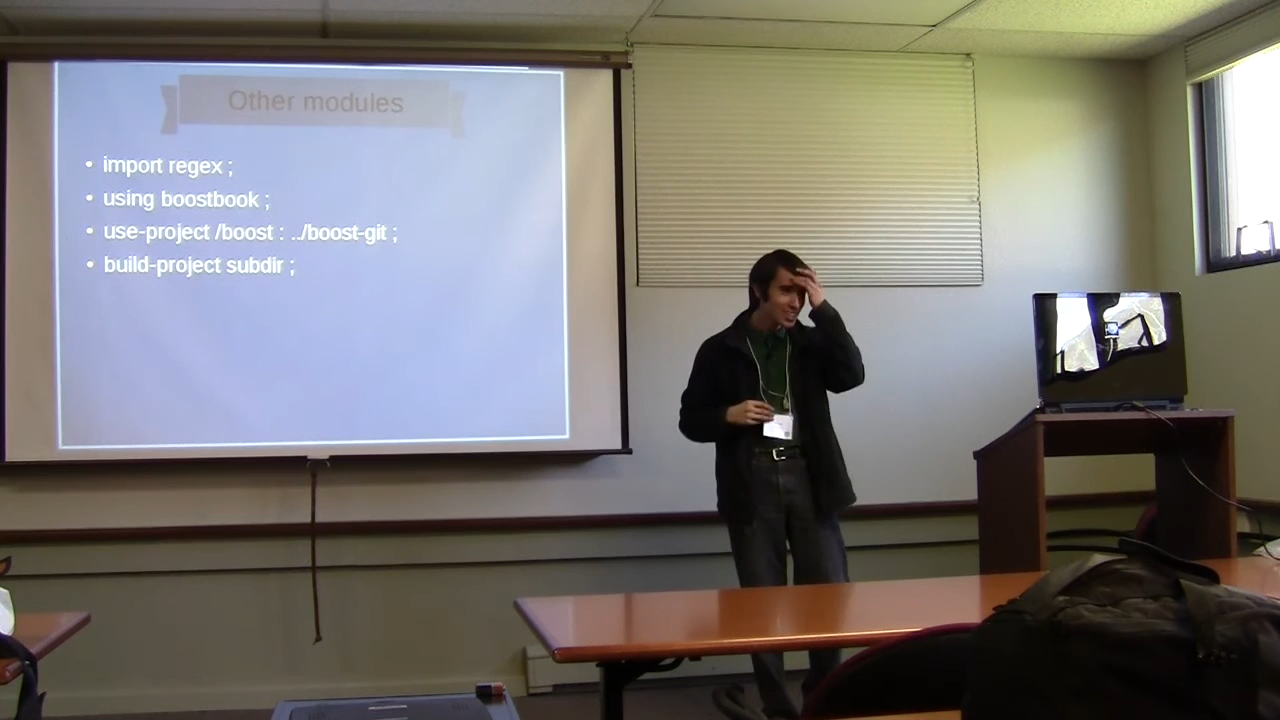 Other modules
• import regex ;
• using boostbook ;
• use-project /boost : ../boost-git ;
• build-project subdir ;